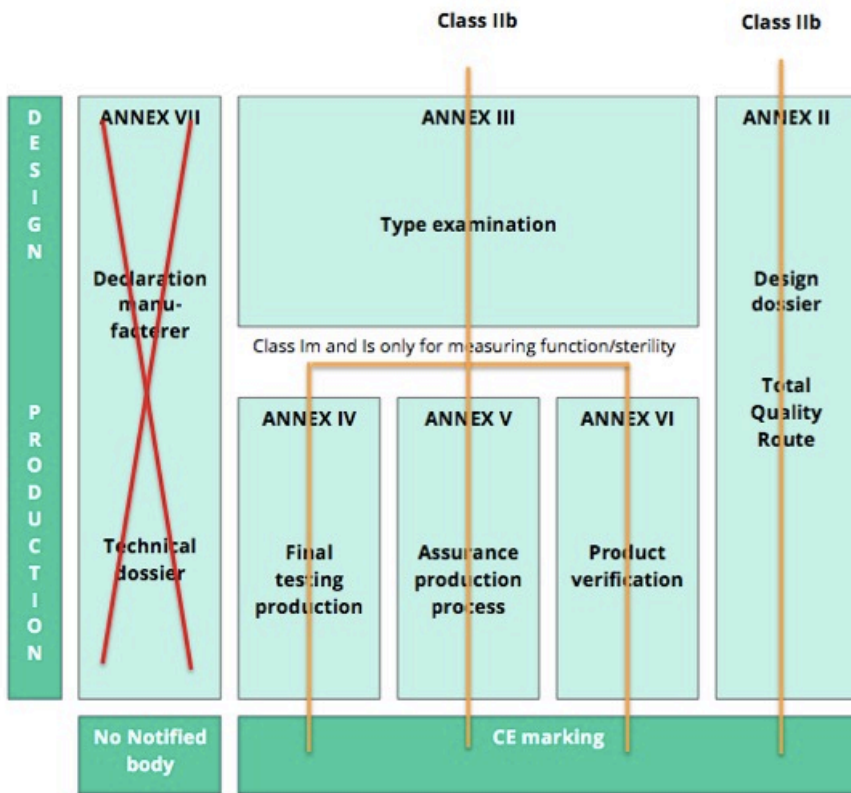 Class IIb
Class IIb
DESIGN
PRODUCTION
ANNEX VII
Declaration
manu-
facterer
Technical
dossier
ANNEX III
Type examination
Class Im and Is only for measuring function/sterility
ANNEX IV
Final
testing
production
ANNEX V
Assurance
production
process
ANNEX VI
Product
verification
ANNEX II
Design
dossier
Total
Quality
Route
No Notified
body
CE marking